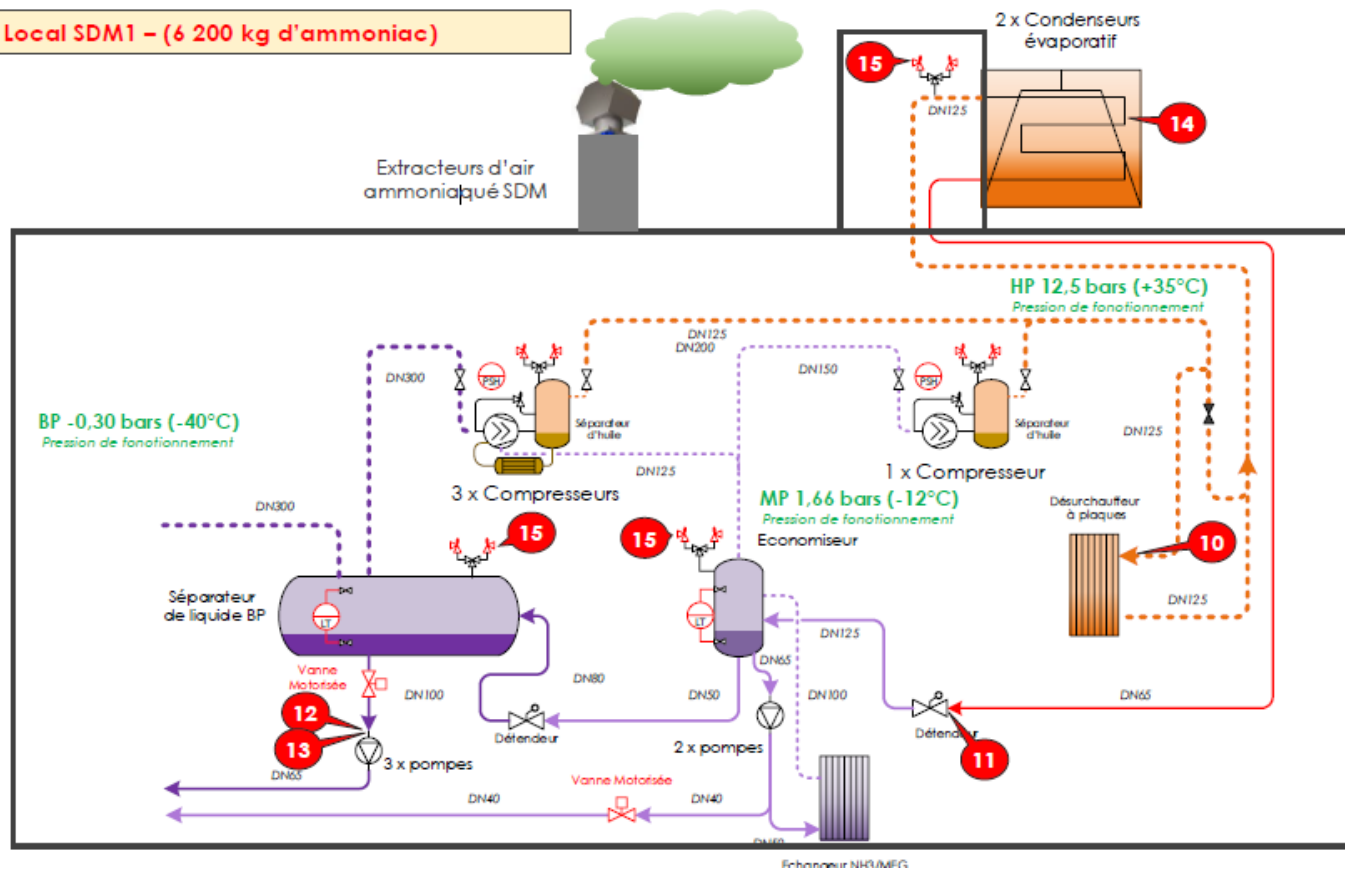 Local SDM1 – (6 200 kg d'ammoniac)
2 x Condenseurs
évaporatif
15
DN125
14
Extracteurs d'air
ammoniaqué SDM
HP 12,5 bars (+35°C)
Pression de fonotionnement
DN125
DN200
DN300
PSH
DN150
PSH
BP -0,30 bars (-40°C)
Pression de fonotionnement
Séparateur
d'huile
Séparateur
d'huile
DN125
DN125
3 x Compresseurs
1 x Compresseur
MP 1,66 bars (-12°C)
Pression de fonotionnement
Economiseur
Désurchauffeur
à plaques
DN300
15
15
10
Séparateur
de liquide BP
LT
LT
DN125
DN125
Vanne
Motorisée
DN100
DN80
DN50
DN65
DN100
DN65
12
13
Détendeur
3 x pompes
2 x pompes
Détendeur
11
DN65
Vanne Motorisée
DN40
DN40
DN50
Echangeur NH3/MEG